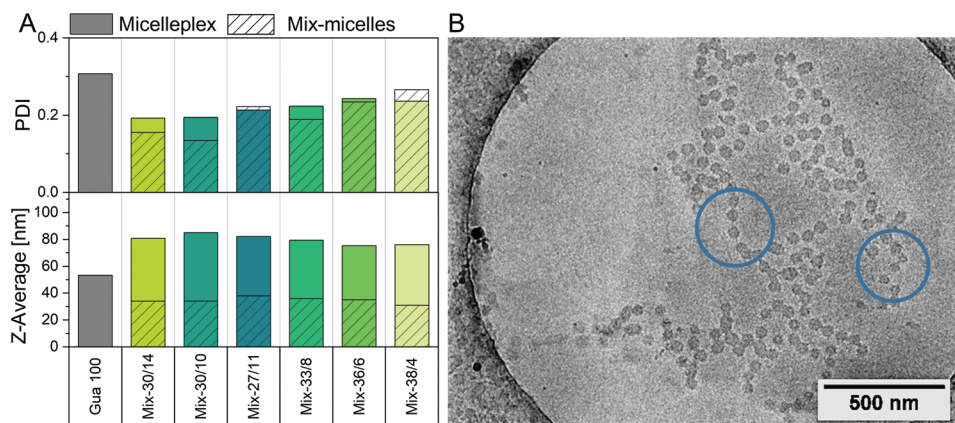 A
Micelleplex
Mix-micelles
B
0.4
0.2
0.0
PDI
100
80
60
40
20
0
Z-Average [nm]
Gua 100
Mix-30/14
Mix-30/10
Mix-27/11
Mix-33/8
Mix-36/6
Mix-38/4
500 nm